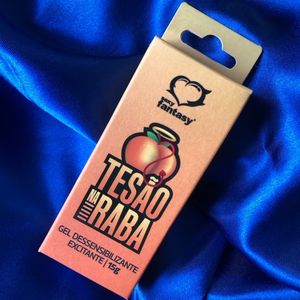 sexy
fantasy
TESÃO
NA
RABA
GEL DESSENSIBILIZANTE
EXCITANTE | 15g